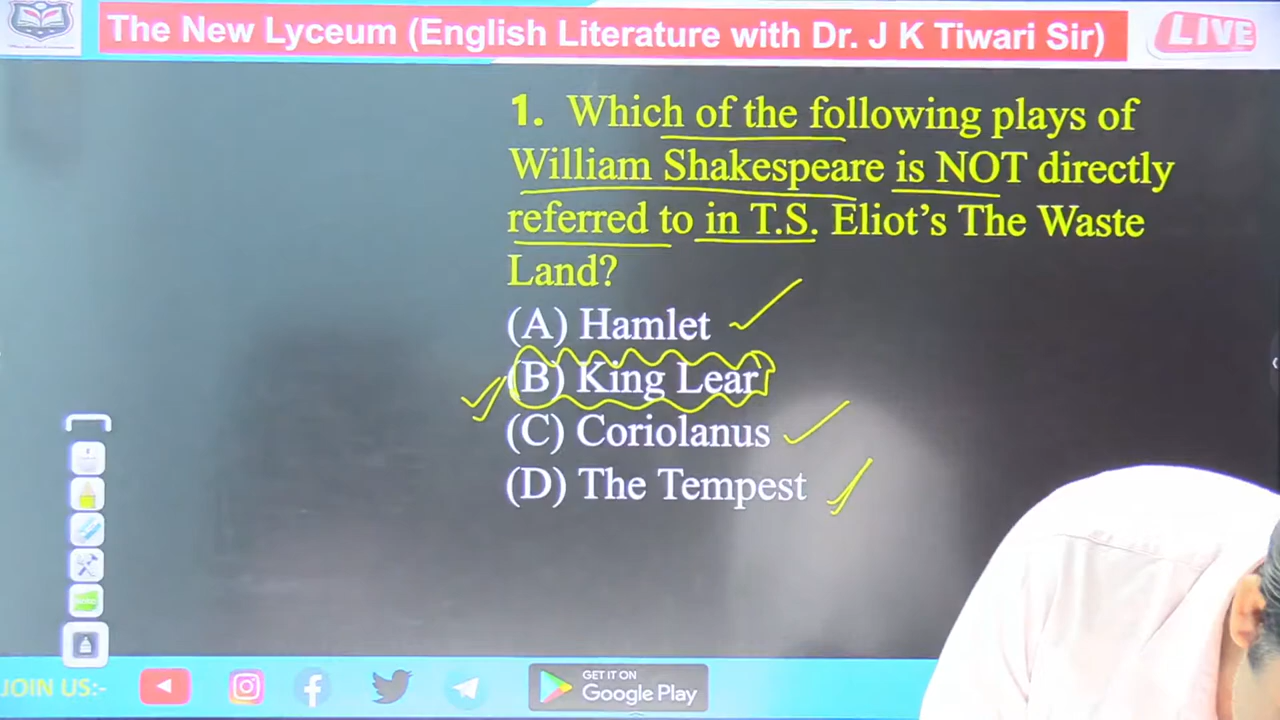 The New Lyceum (English Literature with Dr. J K Tiwari Sir)
LIVE
1. Which of the following plays of
William Shakespeare is NOT directly
referred to in T.S. Eliot’s The Waste
Land?
(A) Hamlet
(B) King Lear
(C) Coriolanus
(D) The Tempest
JOIN US:-
GET IT ON
Google Play